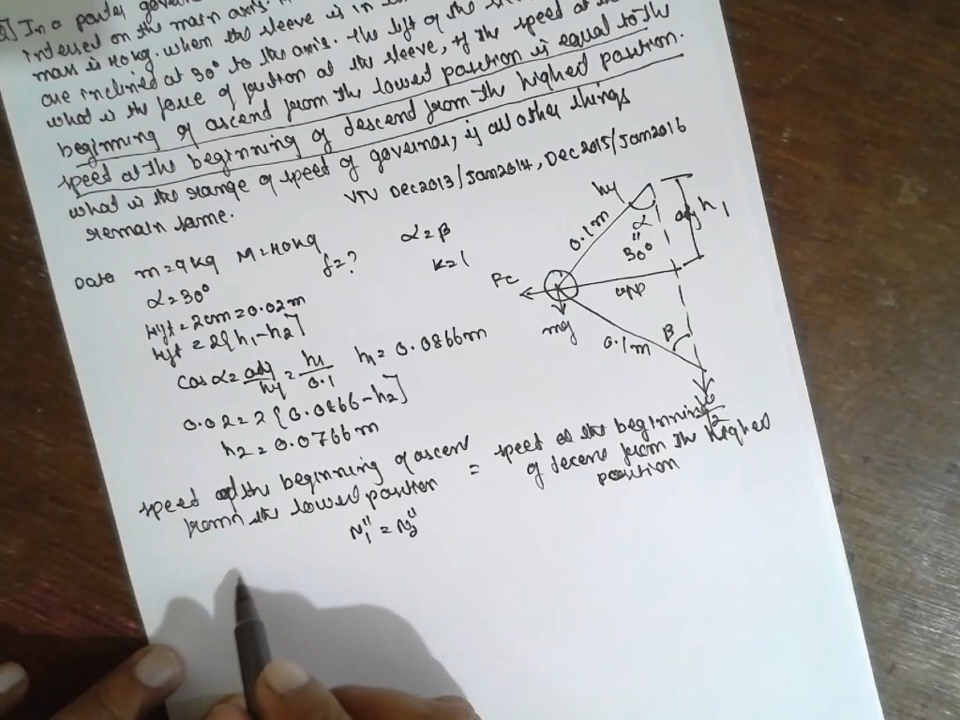 In a porter
on the main axis.
mass is 40kg. when the sleeve is in
are inclined at 30° to the axis. The lift of the
what is the force of friction at the sleeve, if the speed at the
beginning of ascend from the lowest position is equal to the
speed at the beginning of descend from the highest position.
what is the range of speed of governor, if all other things
remain same. VTU Dec2013/Jan2014, Dec2015/Jan2016
Data m=9kg M=40kg α=β
α=30° f=? k=1
lift = 2cm = 0.02m
lift = 2[h1-h2]
cos α = adj/hy = h1/0.1 h1 = 0.0866m
0.02 = 2[0.0866-h2]
h2 = 0.0766m
speed at the beginning of ascend = speed at the beginning
from the lowest position of descend from the highest
position
N1" = N2"
hy
0.1m
α
"
30°
adj
h1
Fc
opp
mg
0.1m
β
2